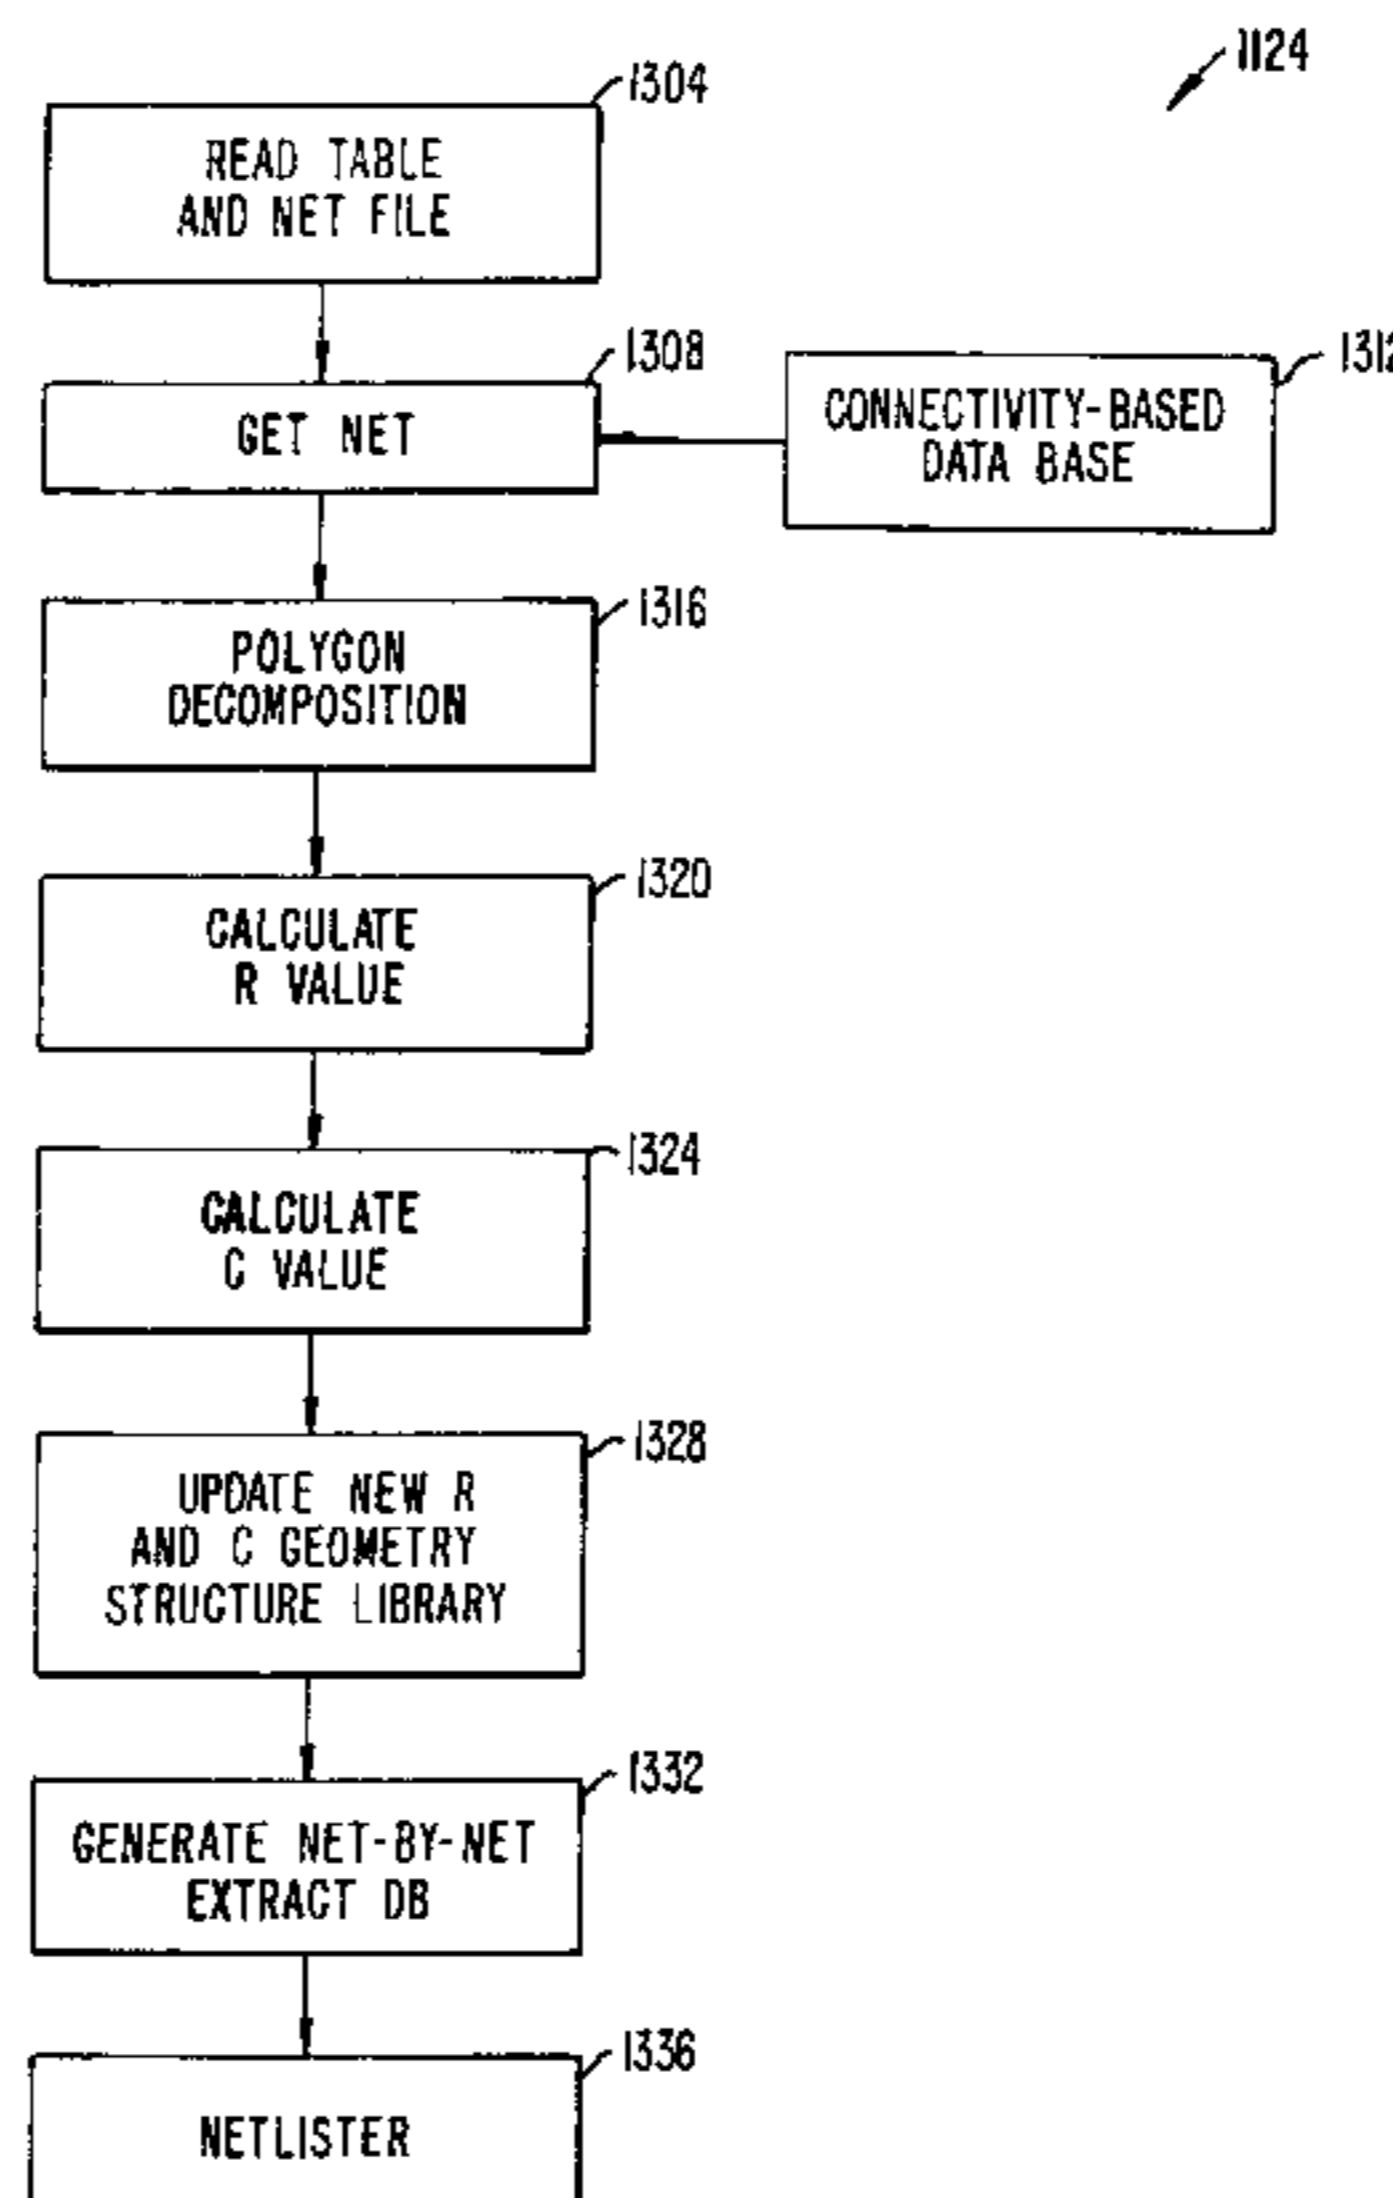 1124
1304
READ TABLE
AND NET FILE
1308
GET NET
1312
CONNECTIVITY-BASED
DATA BASE
1316
POLYGON
DECOMPOSITION
1320
CALCULATE
R VALUE
1324
CALCULATE
C VALUE
1328
UPDATE NEW R
AND C GEOMETRY
STRUCTURE LIBRARY
1332
GENERATE NET-BY-NET
EXTRACT DB
1336
NETLISTER